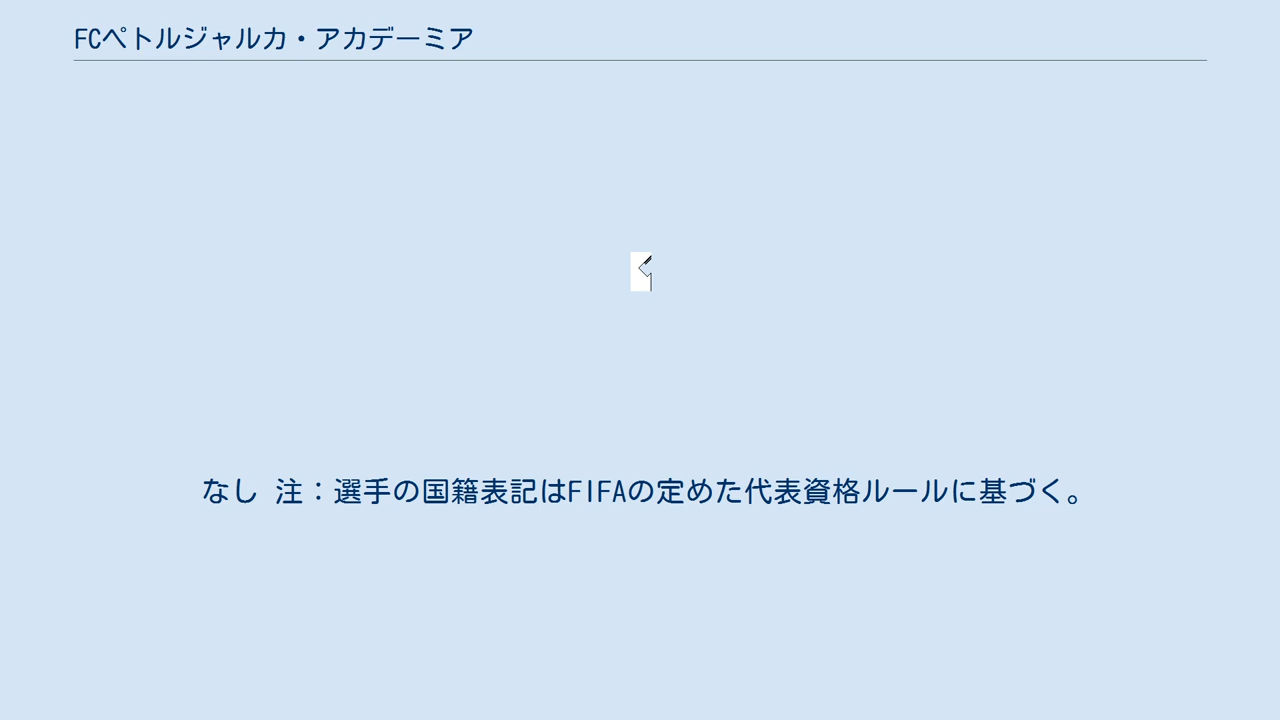 FCペトルジャルカ・アカデーミア
なし 注：選手の国籍表記はFIFAの定めた代表資格ルールに基づく。